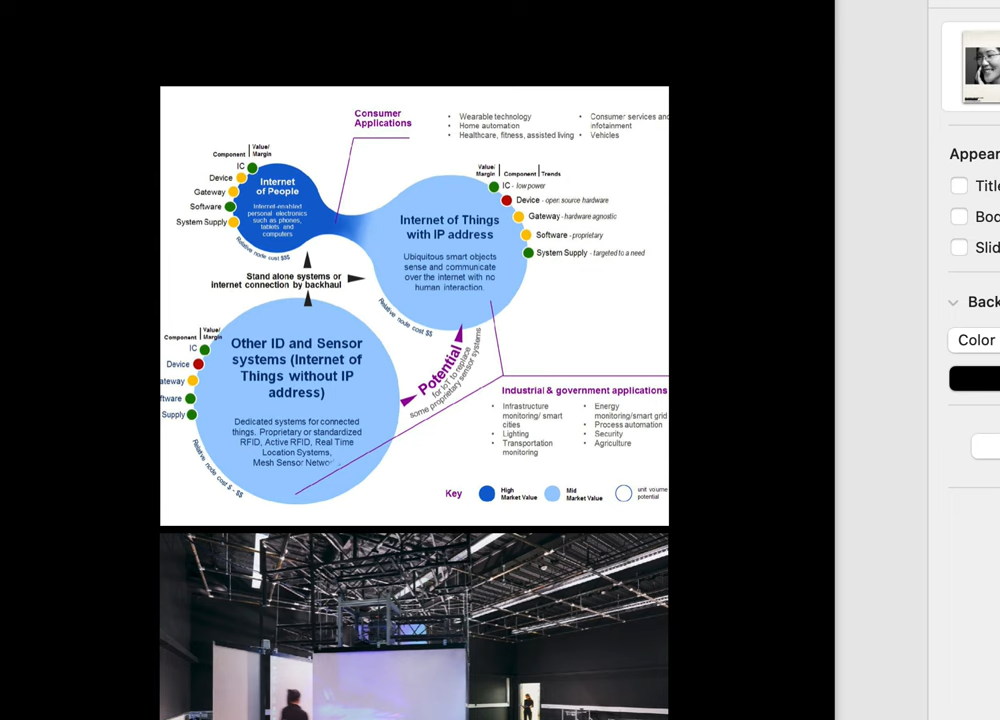 Consumer
Applications
• Wearable technology
• Home automation
• Healthcare, fitness, assisted living
• Consumer services and
infotainment
• Vehicles
Component | Value/
Margin
IC
Device
Gateway
Software
System Supply
Internet
of People
Internet-enabled
personal electronics
such as phones,
tablets and
computers
Relative node cost $$$
Value/
Margin | Component | Trends
IC - low power
Device - open source hardware
Gateway - hardware agnostic
Software - proprietary
System Supply - targeted to a need
Internet of Things
with IP address
Ubiquitous smart objects
sense and communicate
over the internet with no
human interaction.
Relative node cost $$
Stand alone systems or
internet connection by backhaul
Component | Value/
Margin
IC
Device
ateway
ftware
Supply
Other ID and Sensor
systems (Internet of
Things without IP
address)
Dedicated systems for connected
things. Proprietary or standardized
RFID, Active RFID, Real Time
Location Systems,
Mesh Sensor Networ
Relative node cost $ - $$
Potential
for IoT to replace
some proprietary sensor systems
Industrial & government applications
• Infrastructure
monitoring/ smart
cities
• Lighting
• Transportation
monitoring
• Energy
monitoring/smart grid
• Process automation
• Security
• Agriculture
Key
High
Market Value
Mid
Market Value
unit volume
potential
Appear
Title
Bod
Slid
Back
Color